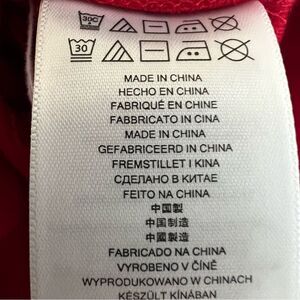 30C
30
MADE IN CHINA
HECHO EN CHINA
FABRIQUÉ EN CHINE
FABBRICATO IN CINA
MADE IN CHINA
GEFABRICEERD IN CHINA
FREMSTILLET I KINA
СДЕЛАНО В КИТАЕ
FEITO NA CHINA
中国製
中国制造
中國製造
FABRICADO NA CHINA
VYROBENO V ČÍNĚ
WYPRODUKOWANO W CHINACH
KÉSZÜLT KÍNÁBAN